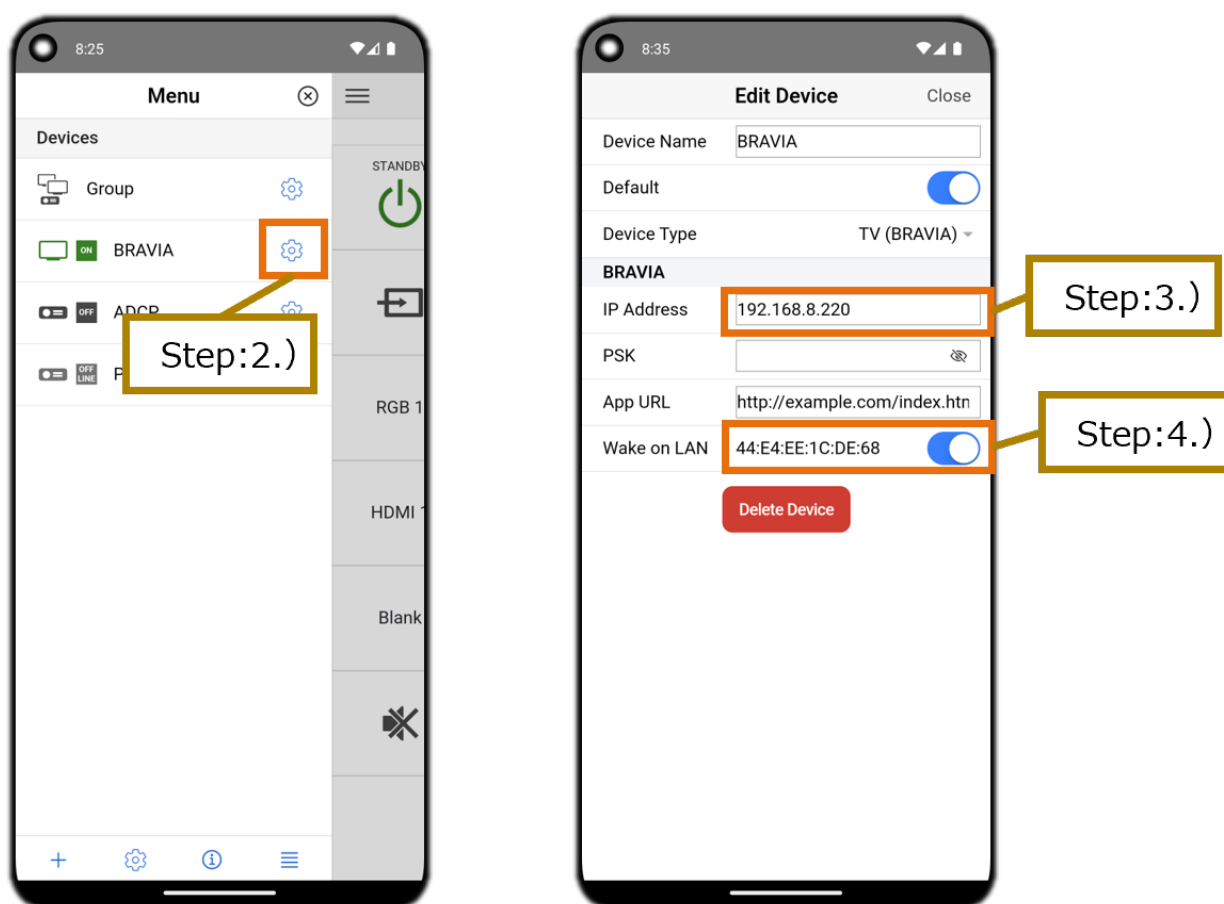 8:25
Menu
Devices
Group
ON BRAVIA
OFF ADCP
OFF
LINE P
Step:2.)
STANDBY
RGB 1
HDMI 1
Blank
8:35
Edit Device Close
Device Name BRAVIA
Default
Device Type TV (BRAVIA)
BRAVIA
IP Address 192.168.8.220
PSK
App URL http://example.com/index.htn
Wake on LAN 44:E4:EE:1C:DE:68
Delete Device
Step:3.)
Step:4.)